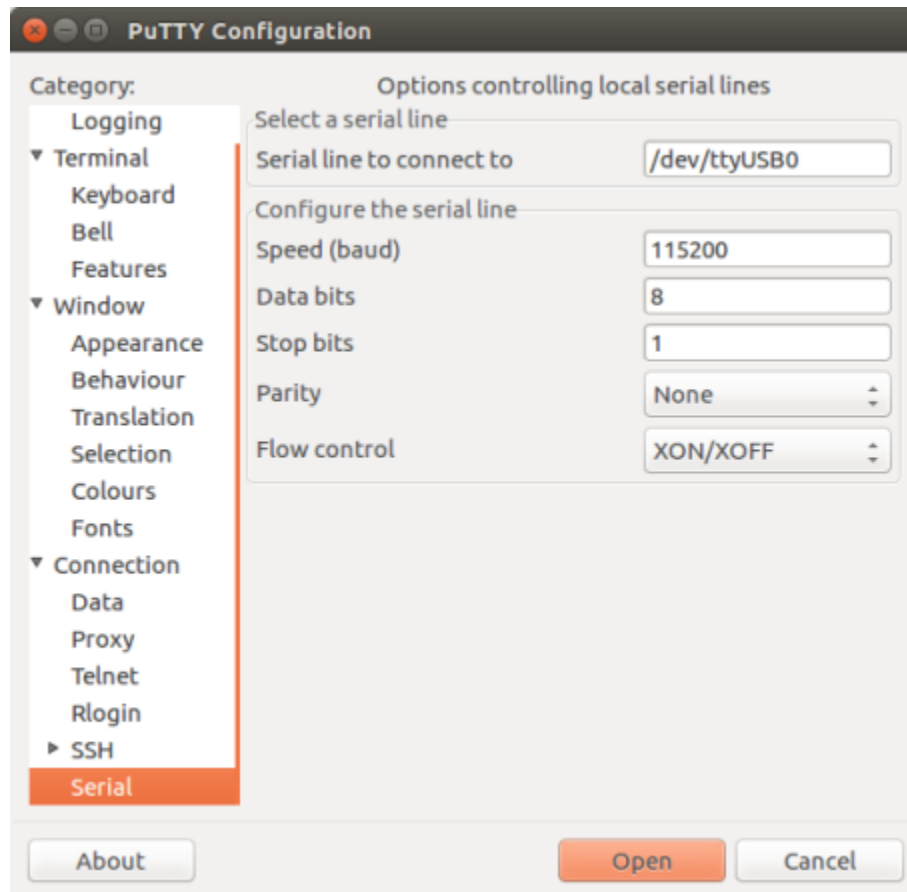 PuTTY Configuration
Category:
Logging
Terminal
Keyboard
Bell
Features
Window
Appearance
Behaviour
Translation
Selection
Colours
Fonts
Connection
Data
Proxy
Telnet
Rlogin
SSH
Serial
Options controlling local serial lines
Select a serial line
Serial line to connect to /dev/ttyUSB0
Configure the serial line
Speed (baud) 115200
Data bits 8
Stop bits 1
Parity None
Flow control XON/XOFF
About Open Cancel